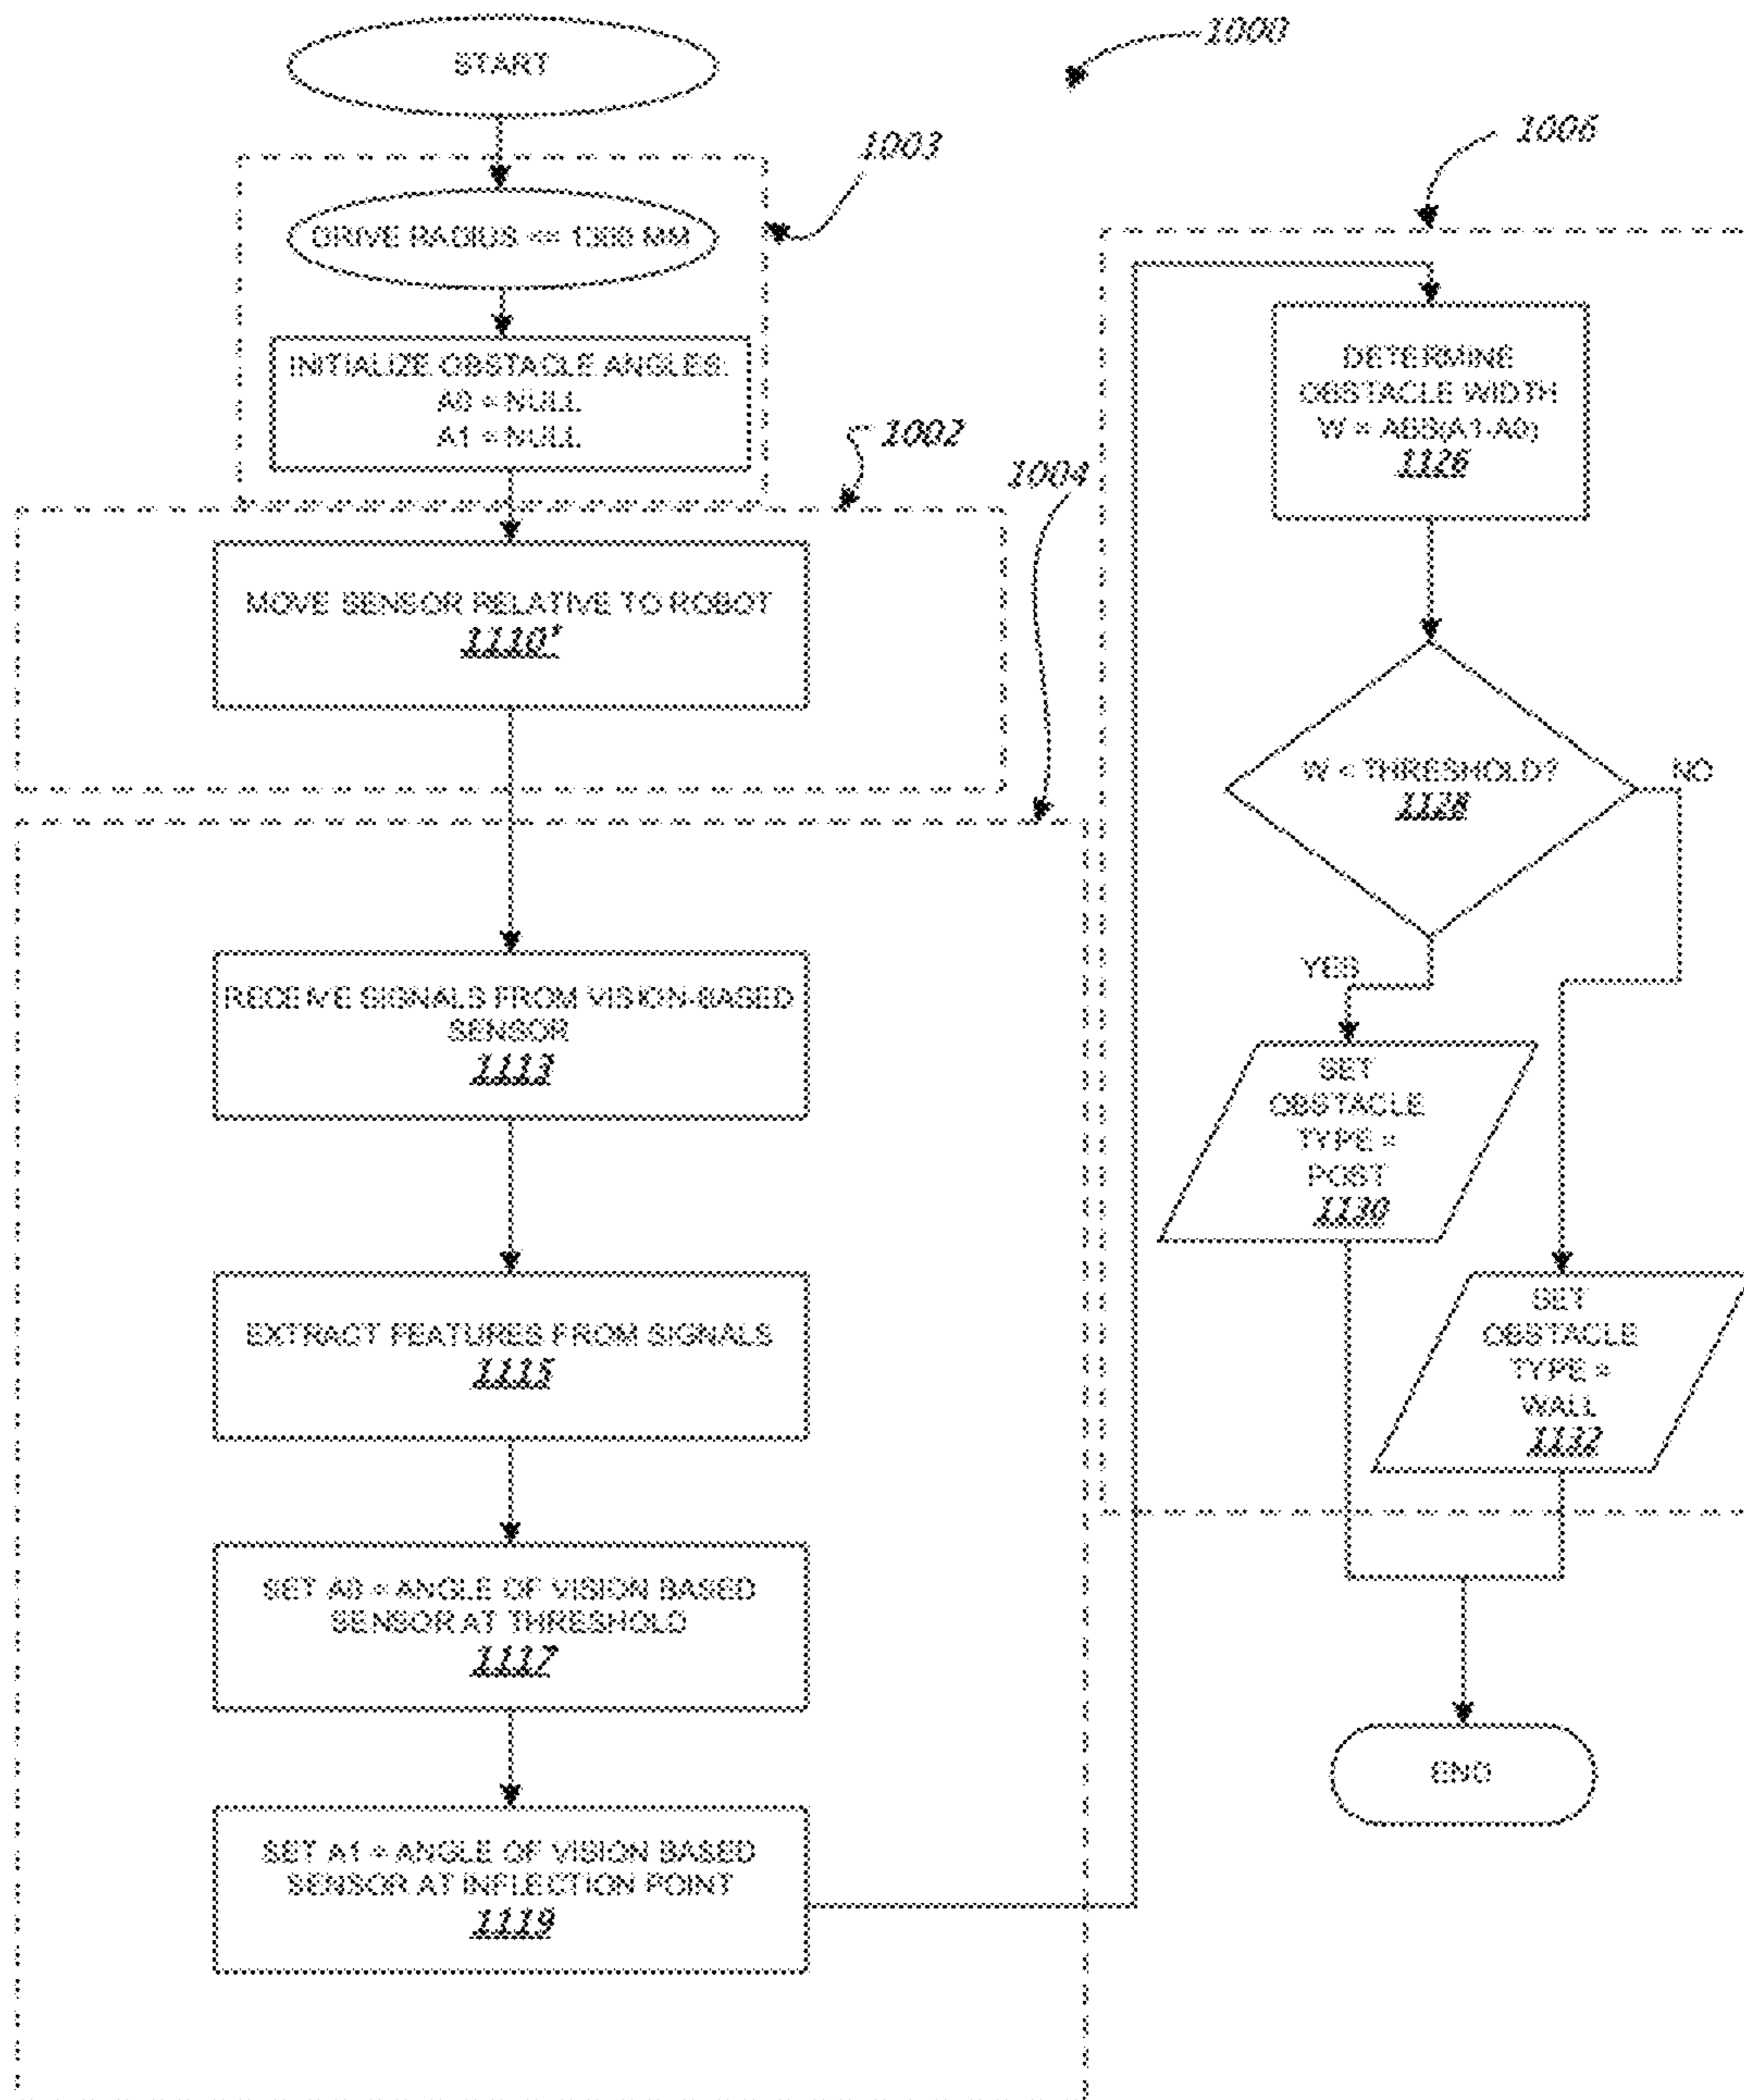 1000
START
1003
DRIVE RADIUS <= 1300 MM
INITIALIZE OBSTACLE ANGLES:
A0 = NULL
A1 = NULL
1002
MOVE SENSOR RELATIVE TO ROBOT
1110'
1004
RECEIVE SIGNALS FROM VISION-BASED
SENSOR
1113
EXTRACT FEATURES FROM SIGNALS
1115
SET A0 = ANGLE OF VISION BASED
SENSOR AT THRESHOLD
1117
SET A1 = ANGLE OF VISION BASED
SENSOR AT INFLECTION POINT
1119
1006
DETERMINE
OBSTACLE WIDTH
W = ABS(A1-A0)
1126
W < THRESHOLD?
1128
NO
YES
SET
OBSTACLE
TYPE =
POST
1130
SET
OBSTACLE
TYPE =
WALL
1132
END